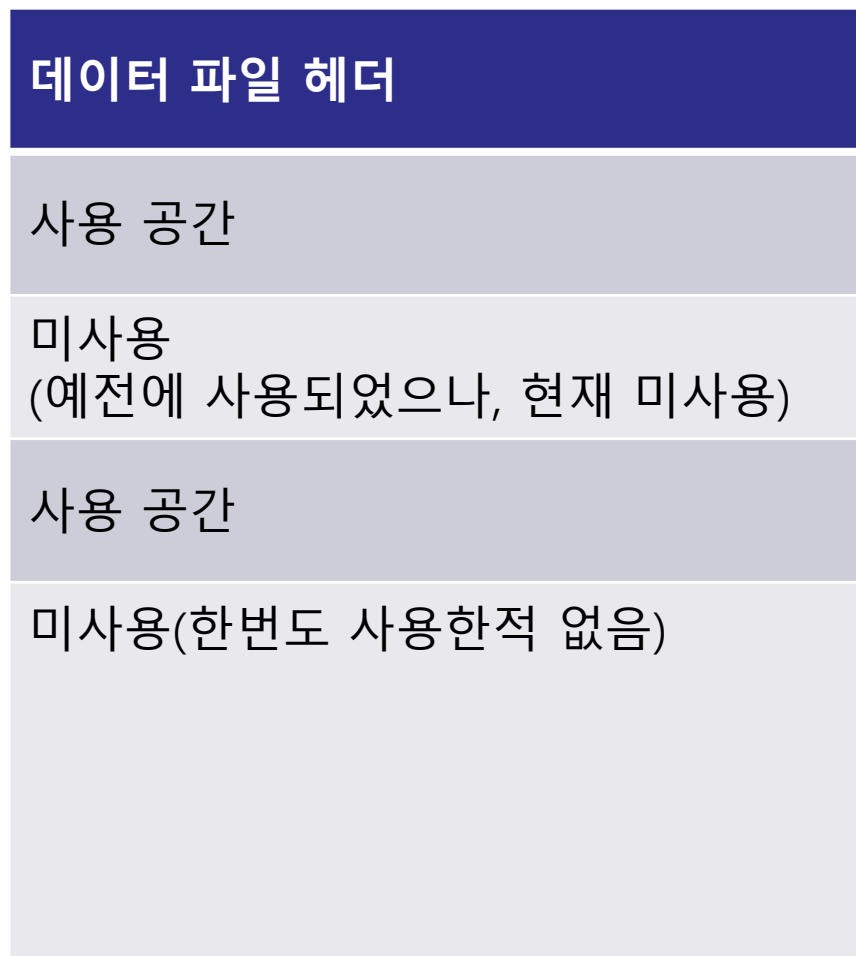 데이터 파일 헤더
사용 공간
미사용
(예전에 사용되었으나, 현재 미사용)
사용 공간
미사용(한번도 사용한적 없음)